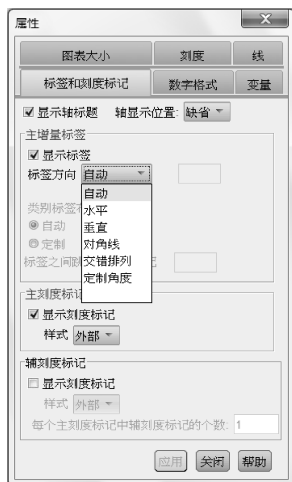 属性
图表大小 刻度 线
标签和刻度标记 数字格式 变量
显示轴标题 轴显示位置: 缺省
主增量标签
显示标签
标签方向 自动
自动
水平
类别标签
垂直
自动
对角线
定制
交错排列
标签之间
定制角度
主刻度标记
显示刻度标记
样式 外部
辅刻度标记
显示刻度标记
样式 外部
每个主刻度标记中辅刻度标记的个数: 1
应用 关闭 帮助